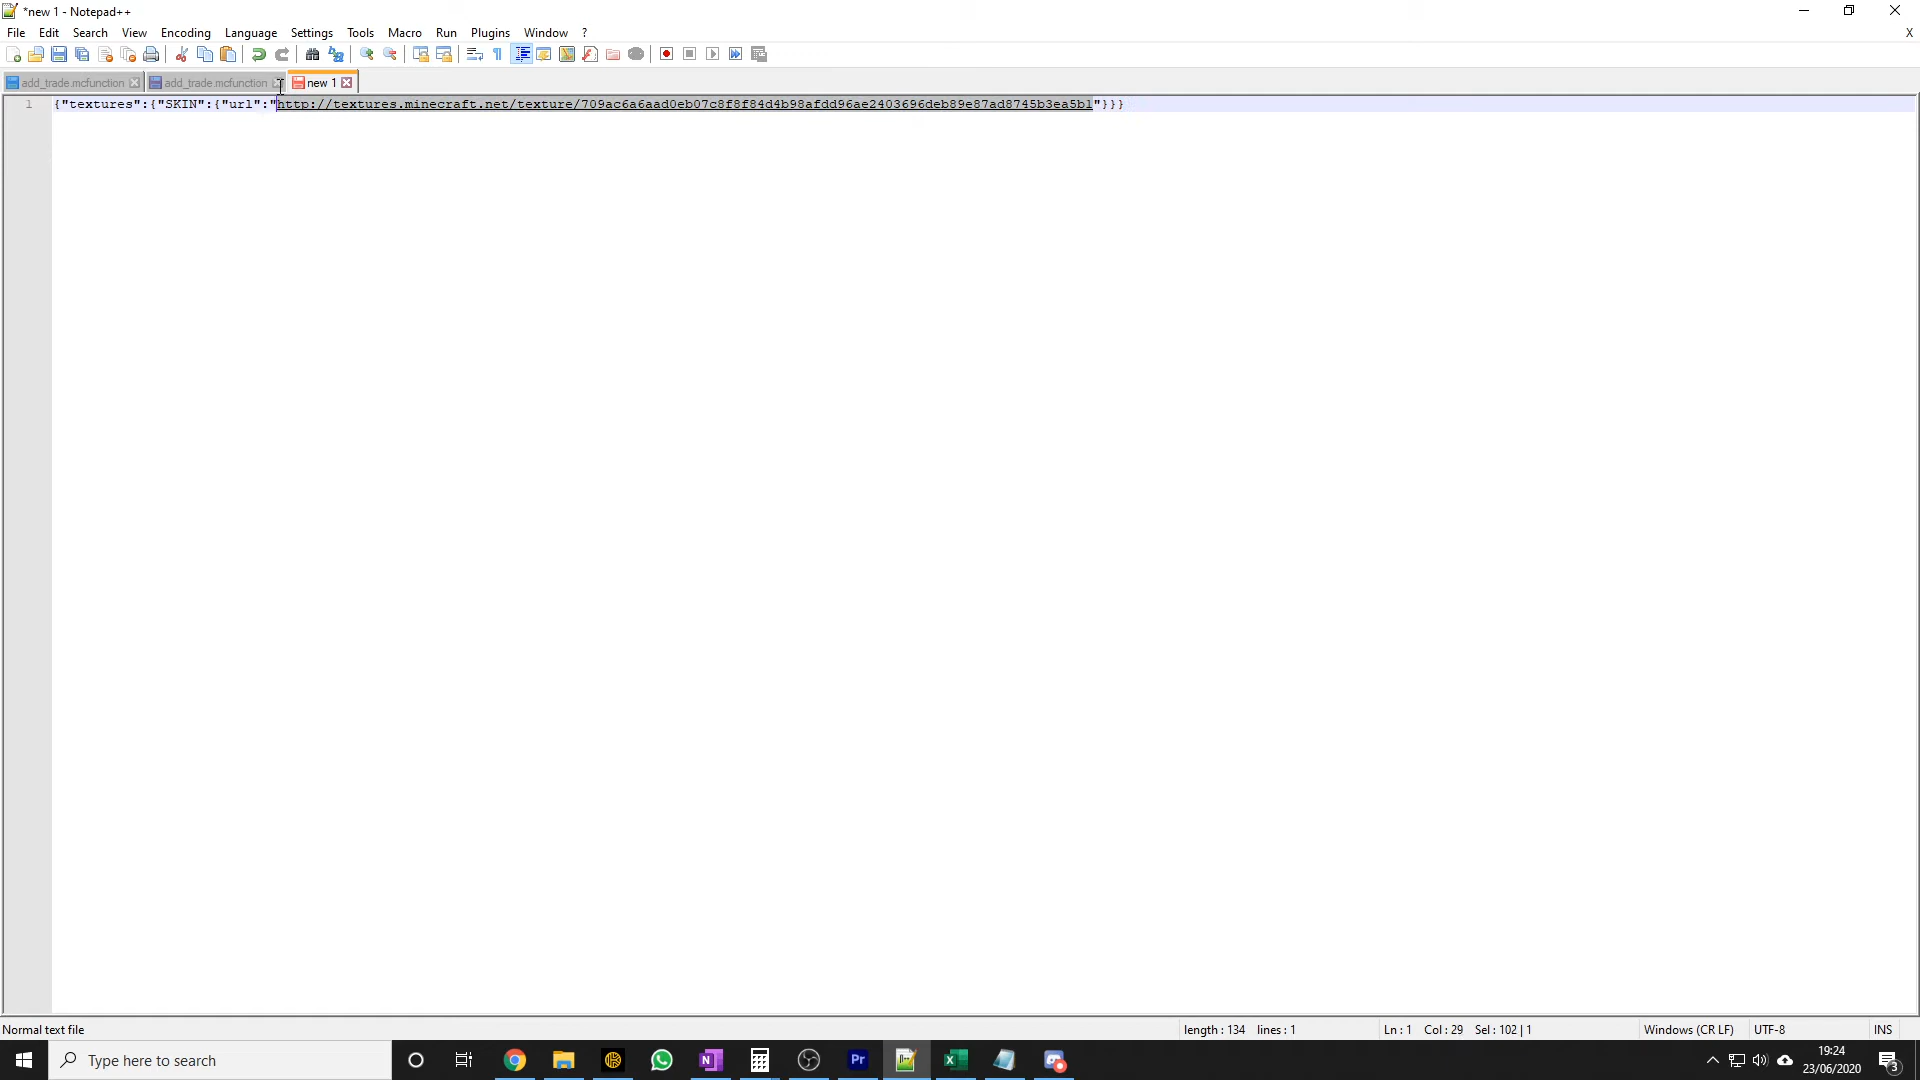 *new 1 - Notepad++
File Edit Search View Encoding Language Settings Tools Macro Run Plugins Window ? X
add_trade.mcfunction add_trade.mcfunction new 1
1 {"textures":{"SKIN":{"url":"http://textures.minecraft.net/texture/709ac6a6aad0eb07c8f8f84d4b98afdd96ae2403696deb89e87ad8745b3ea5b1"}}}
Normal text file length : 134 lines : 1 Ln : 1 Col : 29 Sel : 102 | 1 Windows (CR LF) UTF-8 INS
Type here to search N Pr X 19:24
23/06/2020 3